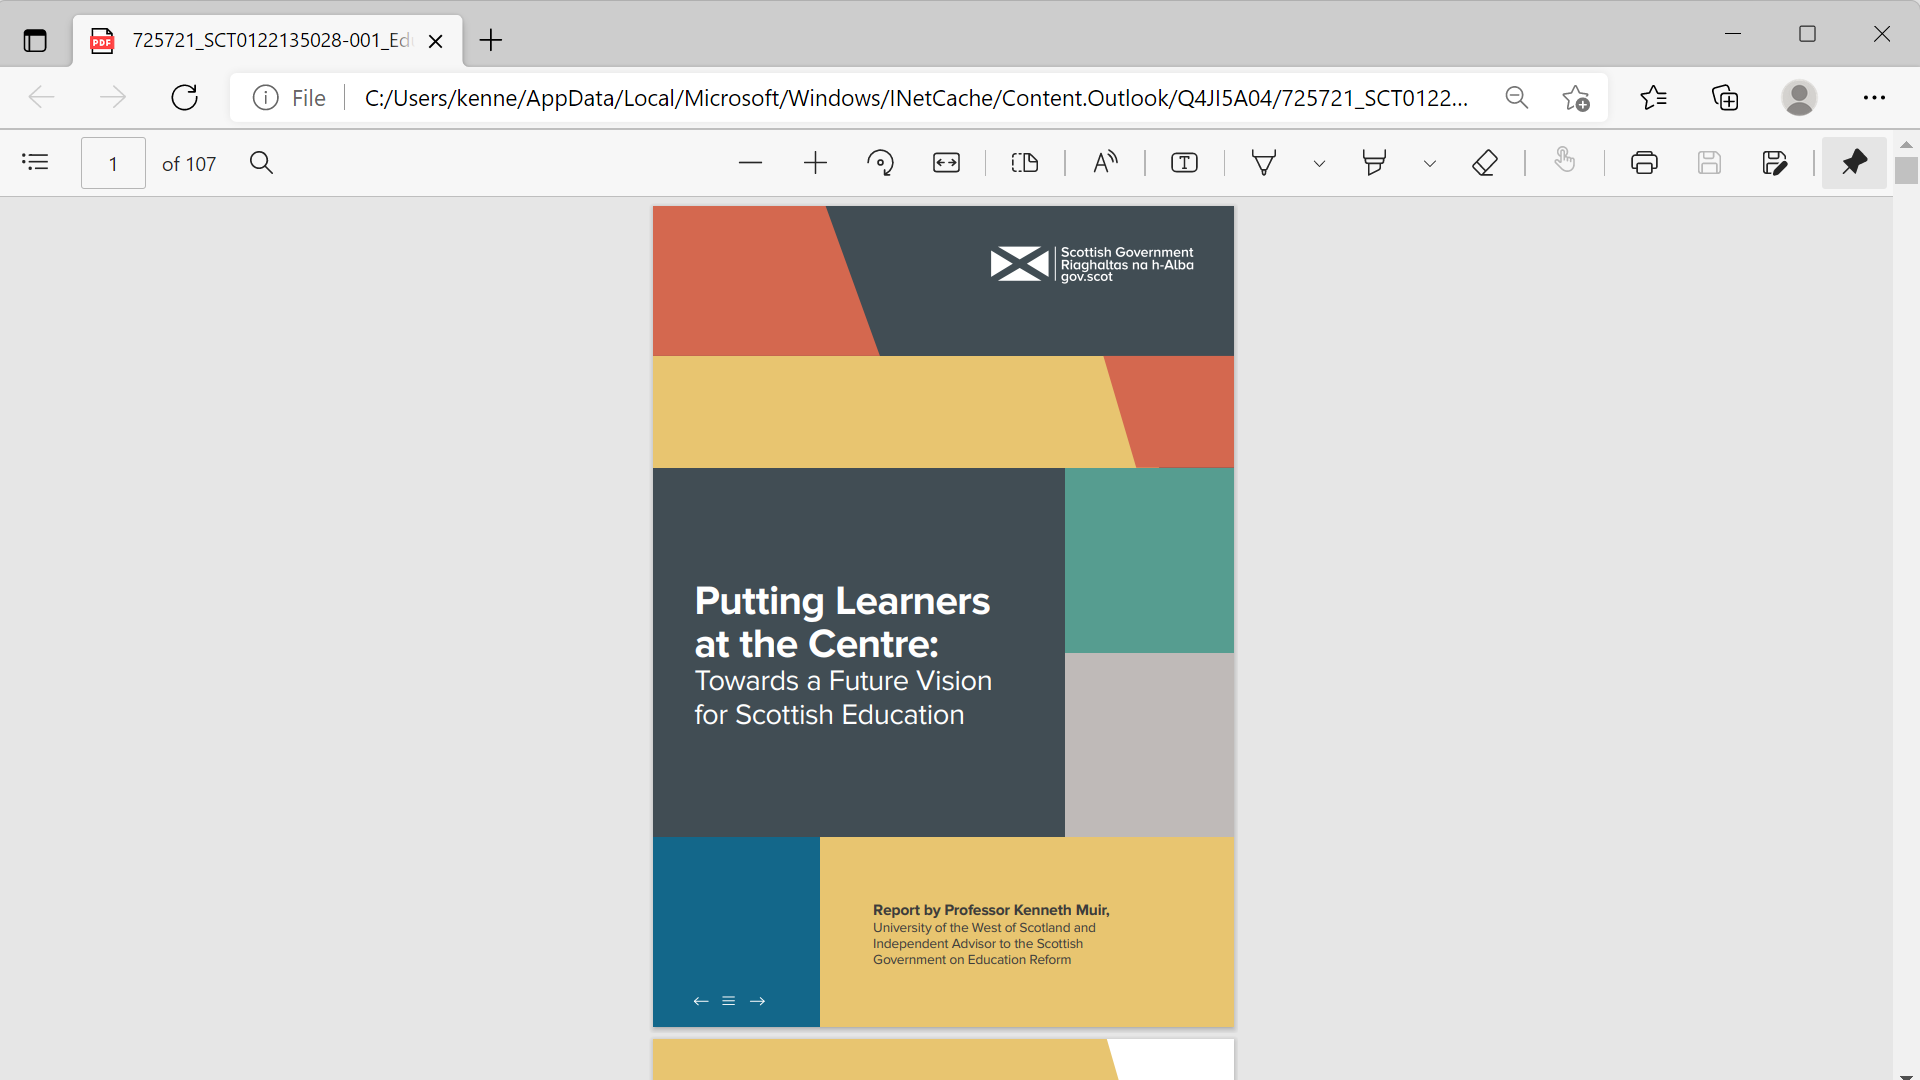 725721_SCT0122135028-001_Ed
File
C:/Users/kenne/AppData/Local/Microsoft/Windows/INetCache/Content.Outlook/Q4JI5A04/725721_SCT0122...
1
of 107
Scottish Government
Riaghaltas na h-Alba
gov.scot
Putting Learners
at the Centre:
Towards a Future Vision
for Scottish Education
Report by Professor Kenneth Muir,
University of the West of Scotland and
Independent Advisor to the Scottish
Government on Education Reform